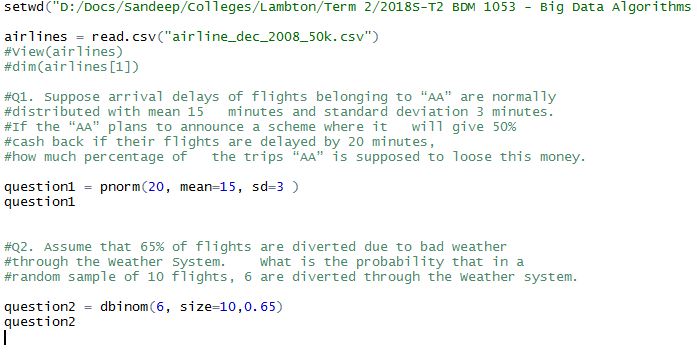 setwd("D:/Docs/Sandeep/Colleges/Lambton/Term 2/2018S-T2 BDM 1053 - Big Data Algorithms
airlines = read.csv("airline_dec_2008_50k.csv")
#View(airlines)
#dim(airlines[1])
#Q1. Suppose arrival delays of flights belonging to “AA” are normally
#distributed with mean 15   minutes and standard deviation 3 minutes.
#If the “AA” plans to announce a scheme where it   will give 50%
#cash back if their flights are delayed by 20 minutes,
#how much percentage of   the trips “AA” is supposed to loose this money.
question1 = pnorm(20, mean=15, sd=3 )
question1
#Q2. Assume that 65% of flights are diverted due to bad weather
#through the Weather System.   What is the probability that in a
#random sample of 10 flights, 6 are diverted through the Weather system.
question2 = dbinom(6, size=10,0.65)
question2